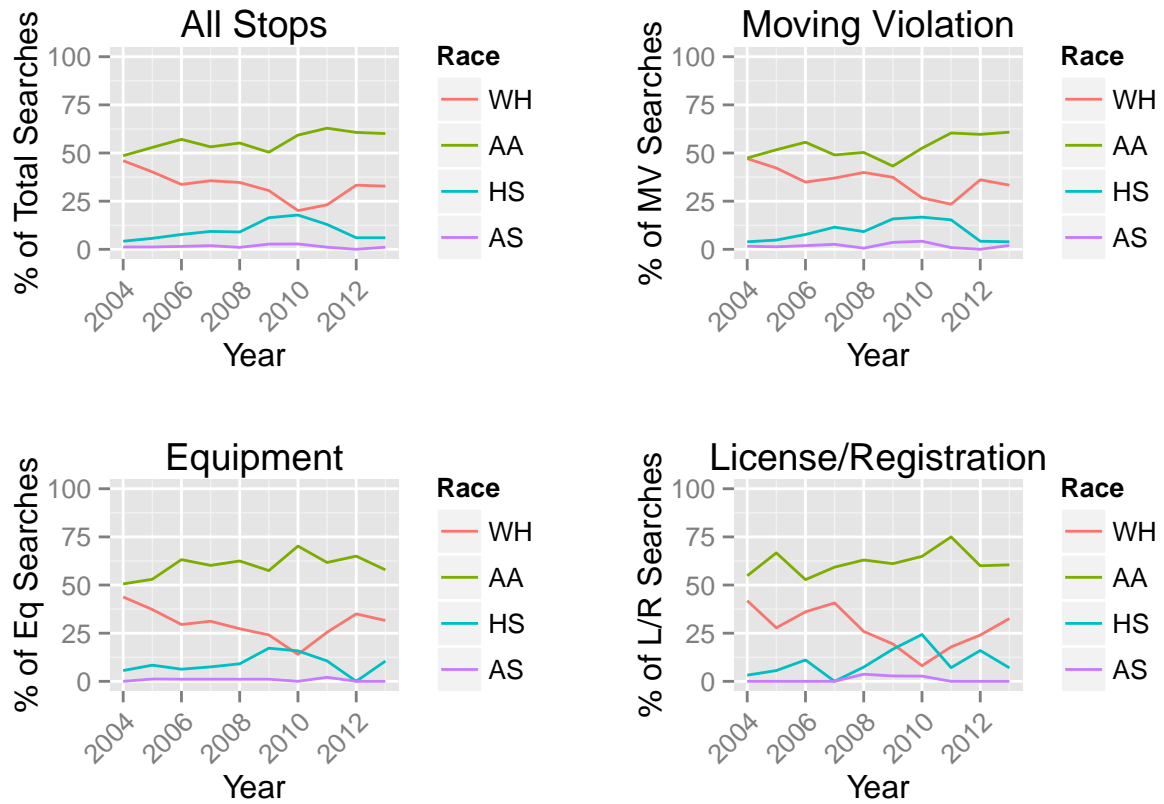 All Stops
% of Total Searches
100
75
50
25
0
2004
2006
2008
2010
2012
Year
Race
WH
AA
HS
AS
Moving Violation
% of MV Searches
100
75
50
25
0
2004
2006
2008
2010
2012
Year
Race
WH
AA
HS
AS
Equipment
% of Eq Searches
100
75
50
25
0
2004
2006
2008
2010
2012
Year
Race
WH
AA
HS
AS
License/Registration
% of L/R Searches
100
75
50
25
0
2004
2006
2008
2010
2012
Year
Race
WH
AA
HS
AS